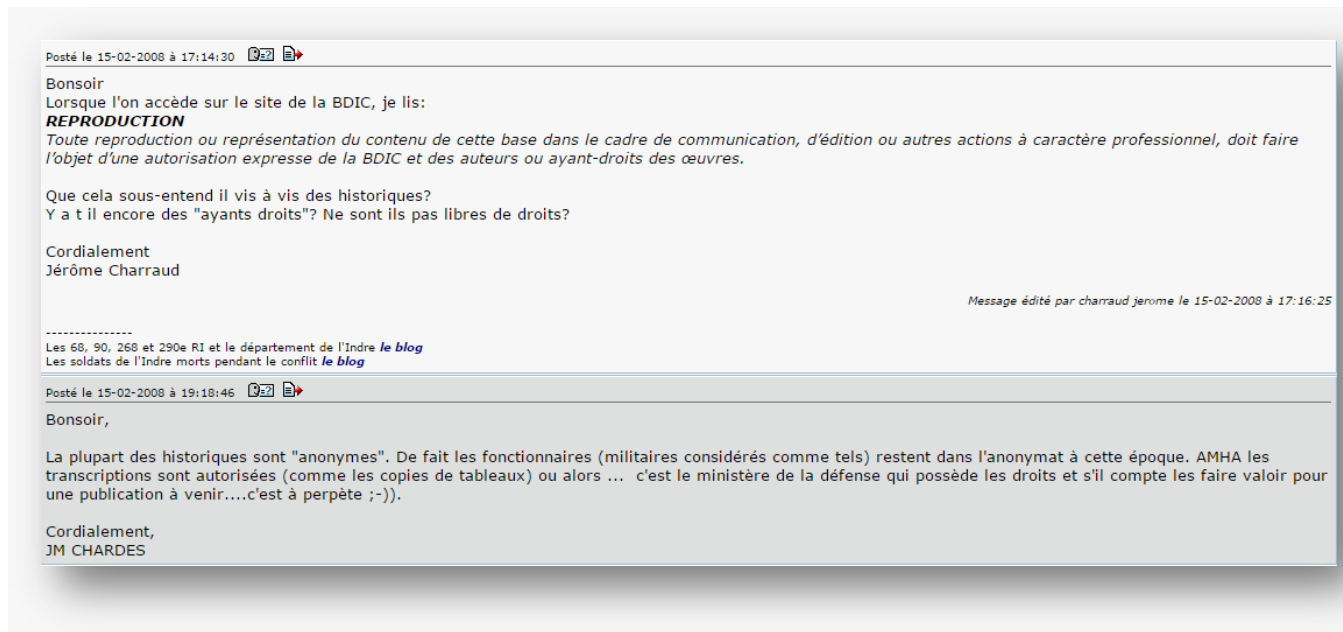 Posté le 15-02-2008 à 17:14:30
Bonsoir
Lorsque l'on accède sur le site de la BDIC, je lis:
REPRODUCTION
Toute reproduction ou représentation du contenu de cette base dans le cadre de communication, d’édition ou autres actions à caractère professionnel, doit faire
l’objet d’une autorisation expresse de la BDIC et des auteurs ou ayant-droits des œuvres.
Que cela sous-entend il vis à vis des historiques?
Y a t il encore des "ayants droits"? Ne sont ils pas libres de droits?
Cordialement
Jérôme Charraud
Message édité par charraud jerome le 15-02-2008 à 17:16:25
---------------
Les 68, 90, 268 et 290e RI et le département de l'Indre le blog
Les soldats de l'Indre morts pendant le conflit le blog
Posté le 15-02-2008 à 19:18:46
Bonsoir,
La plupart des historiques sont "anonymes". De fait les fonctionnaires (militaires considérés comme tels) restent dans l'anonymat à cette époque. AMHA les
transcriptions sont autorisées (comme les copies de tableaux) ou alors ... c'est le ministère de la défense qui possède les droits et s'il compte les faire valoir pour
une publication à venir....c'est à perpète ;-)).
Cordialement,
JM CHARDES